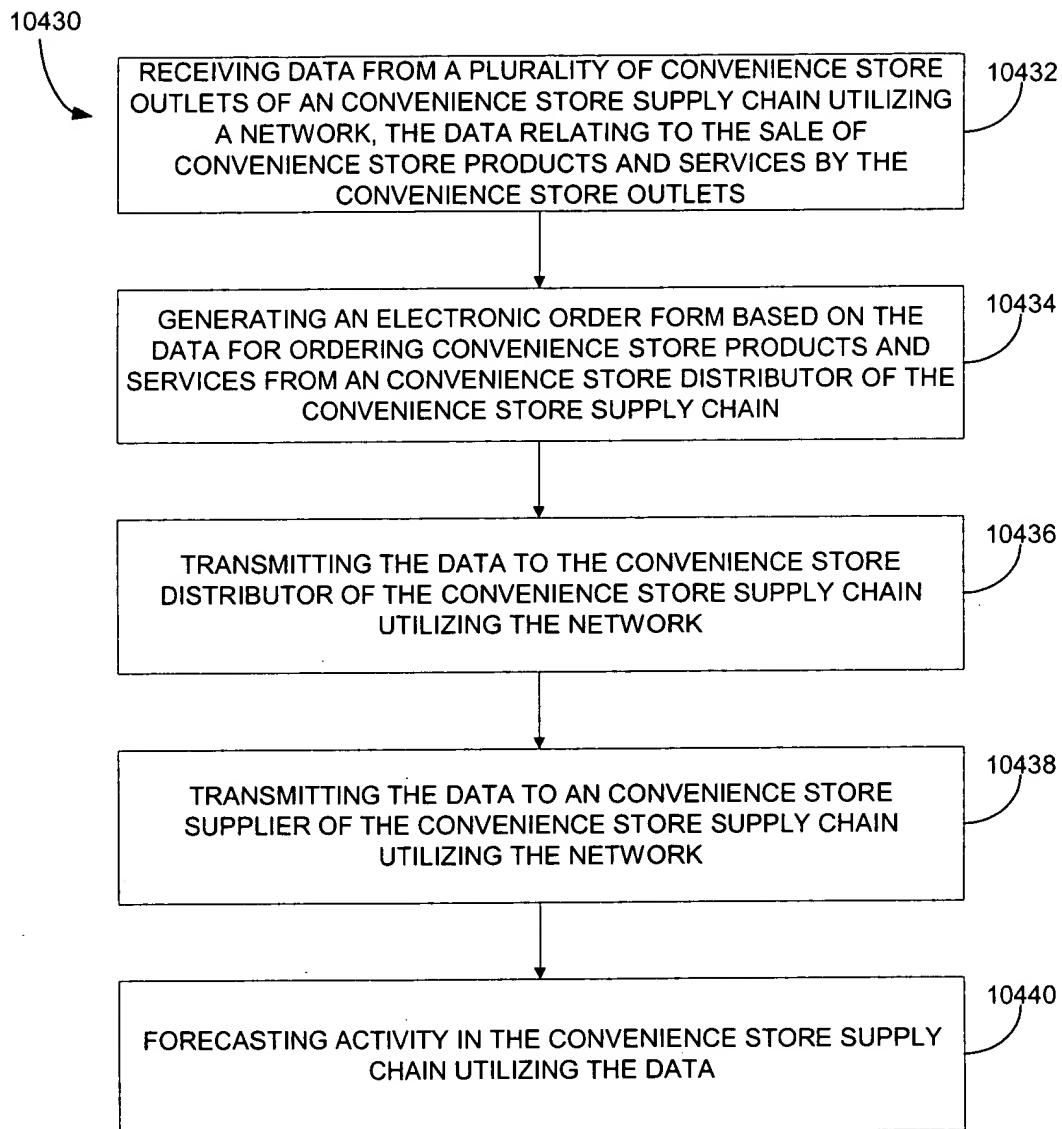 10430
RECEIVING DATA FROM A PLURALITY OF CONVENIENCE STORE
OUTLETS OF AN CONVENIENCE STORE SUPPLY CHAIN UTILIZING
A NETWORK, THE DATA RELATING TO THE SALE OF
CONVENIENCE STORE PRODUCTS AND SERVICES BY THE
CONVENIENCE STORE OUTLETS
10432
GENERATING AN ELECTRONIC ORDER FORM BASED ON THE
DATA FOR ORDERING CONVENIENCE STORE PRODUCTS AND
SERVICES FROM AN CONVENIENCE STORE DISTRIBUTOR OF THE
CONVENIENCE STORE SUPPLY CHAIN
10434
TRANSMITTING THE DATA TO THE CONVENIENCE STORE
DISTRIBUTOR OF THE CONVENIENCE STORE SUPPLY CHAIN
UTILIZING THE NETWORK
10436
TRANSMITTING THE DATA TO AN CONVENIENCE STORE
SUPPLIER OF THE CONVENIENCE STORE SUPPLY CHAIN
UTILIZING THE NETWORK
10438
FORECASTING ACTIVITY IN THE CONVENIENCE STORE SUPPLY
CHAIN UTILIZING THE DATA
10440